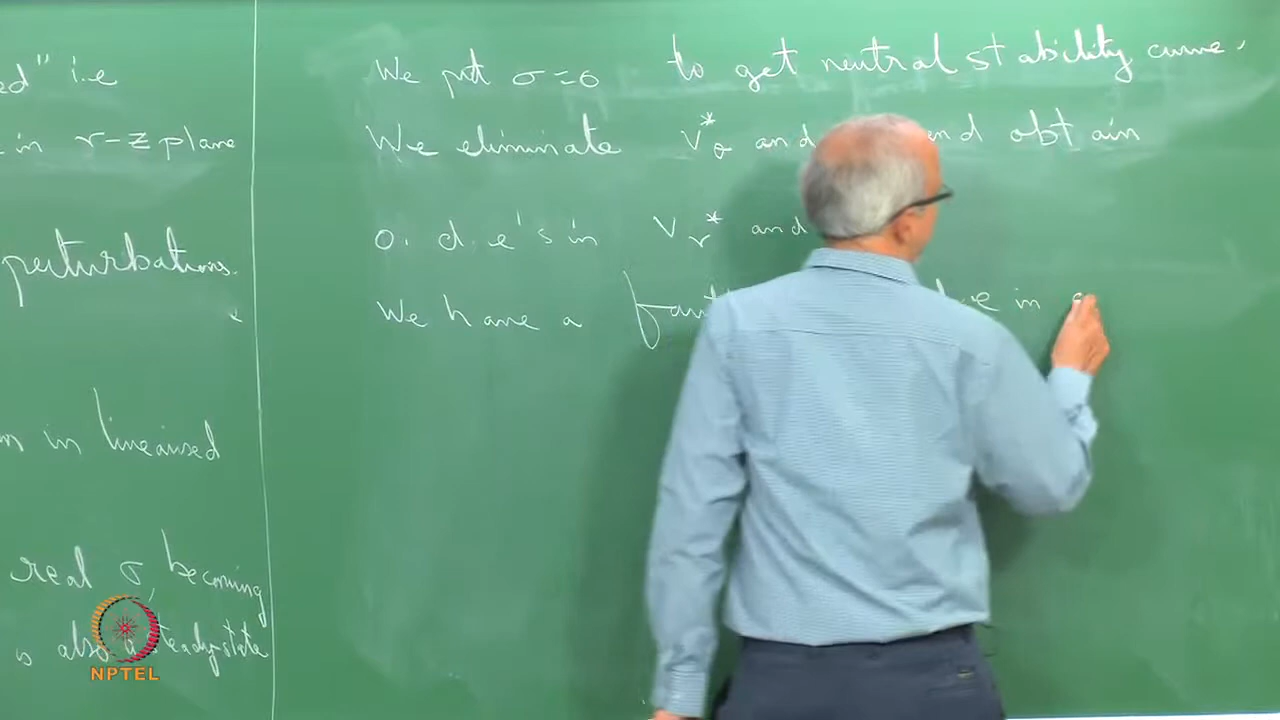 ed" i.e
in r-z plane
perturbations.
in linearised
real σ, becoming
is also a steady state
We put σ=0 to get neutral stability curve.
We eliminate v*θ and and obtain
o.d.e's in v*r and
We have a in
NPTEL